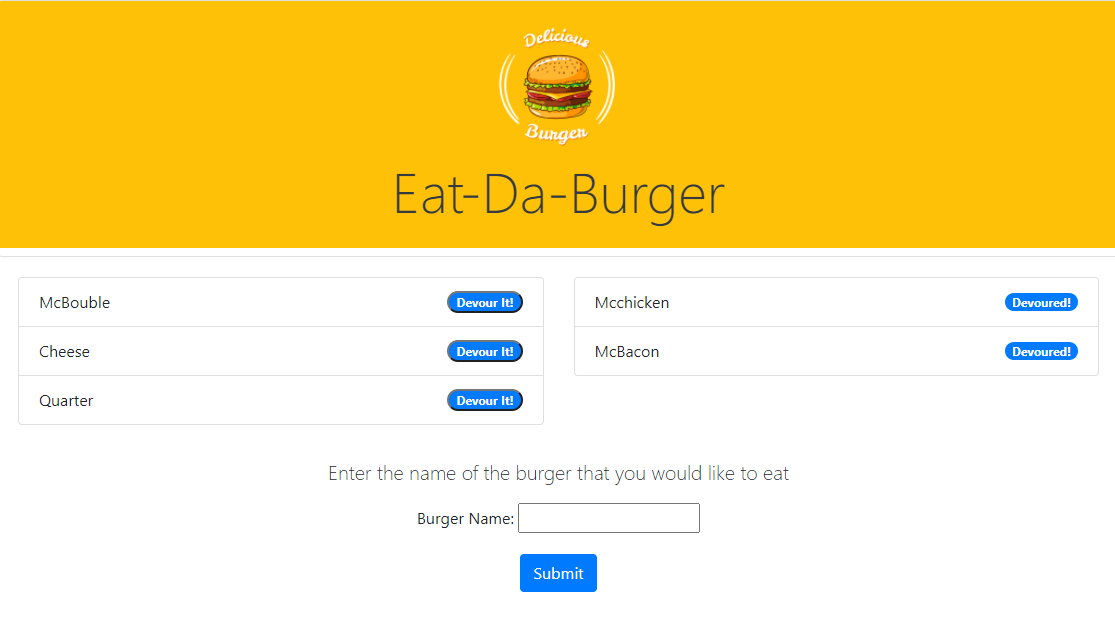 Delicious
Burger
Eat-Da-Burger
McBouble Devour It!
Cheese Devour It!
Quarter Devour It!
Mcchicken Devoured!
McBacon Devoured!
Enter the name of the burger that you would like to eat
Burger Name:
Submit